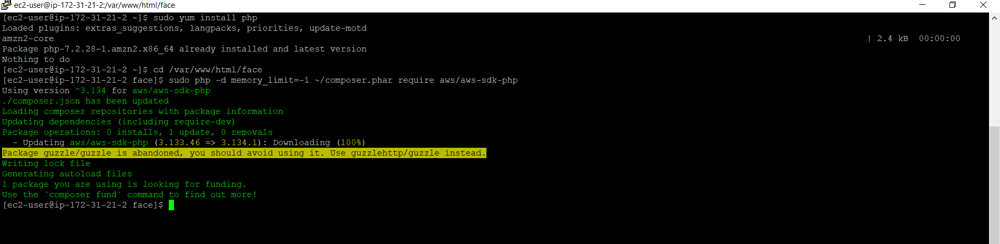 ec2-user@ip-172-31-21-2:/var/www/html/face
[ec2-user@ip-172-31-21-2 ~]$ sudo yum install php
Loaded plugins: extras_suggestions, langpacks, priorities, update-motd
amzn2-core | 2.4 kB 00:00:00
Package php-7.2.28-1.amzn2.x86_64 already installed and latest version
Nothing to do
[ec2-user@ip-172-31-21-2 ~]$ cd /var/www/html/face
[ec2-user@ip-172-31-21-2 face]$ sudo php -d memory_limit=-1 ~/composer.phar require aws/aws-sdk-php
Using version ^3.134 for aws/aws-sdk-php
./composer.json has been updated
Loading composer repositories with package information
Updating dependencies (including require-dev)
Package operations: 0 installs, 1 update, 0 removals
  - Updating aws/aws-sdk-php (3.133.46 => 3.134.1): Downloading (100%)
Package guzzle/guzzle is abandoned, you should avoid using it. Use guzzlehttp/guzzle instead.
Writing lock file
Generating autoload files
1 package you are using is looking for funding.
Use the `composer fund` command to find out more!
[ec2-user@ip-172-31-21-2 face]$